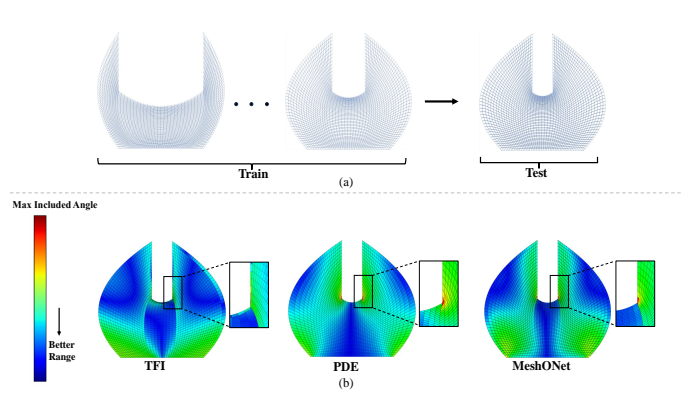 Train
Test
(a)
Max Included Angle
Better
Range
TFI
PDE
MeshONet
(b)